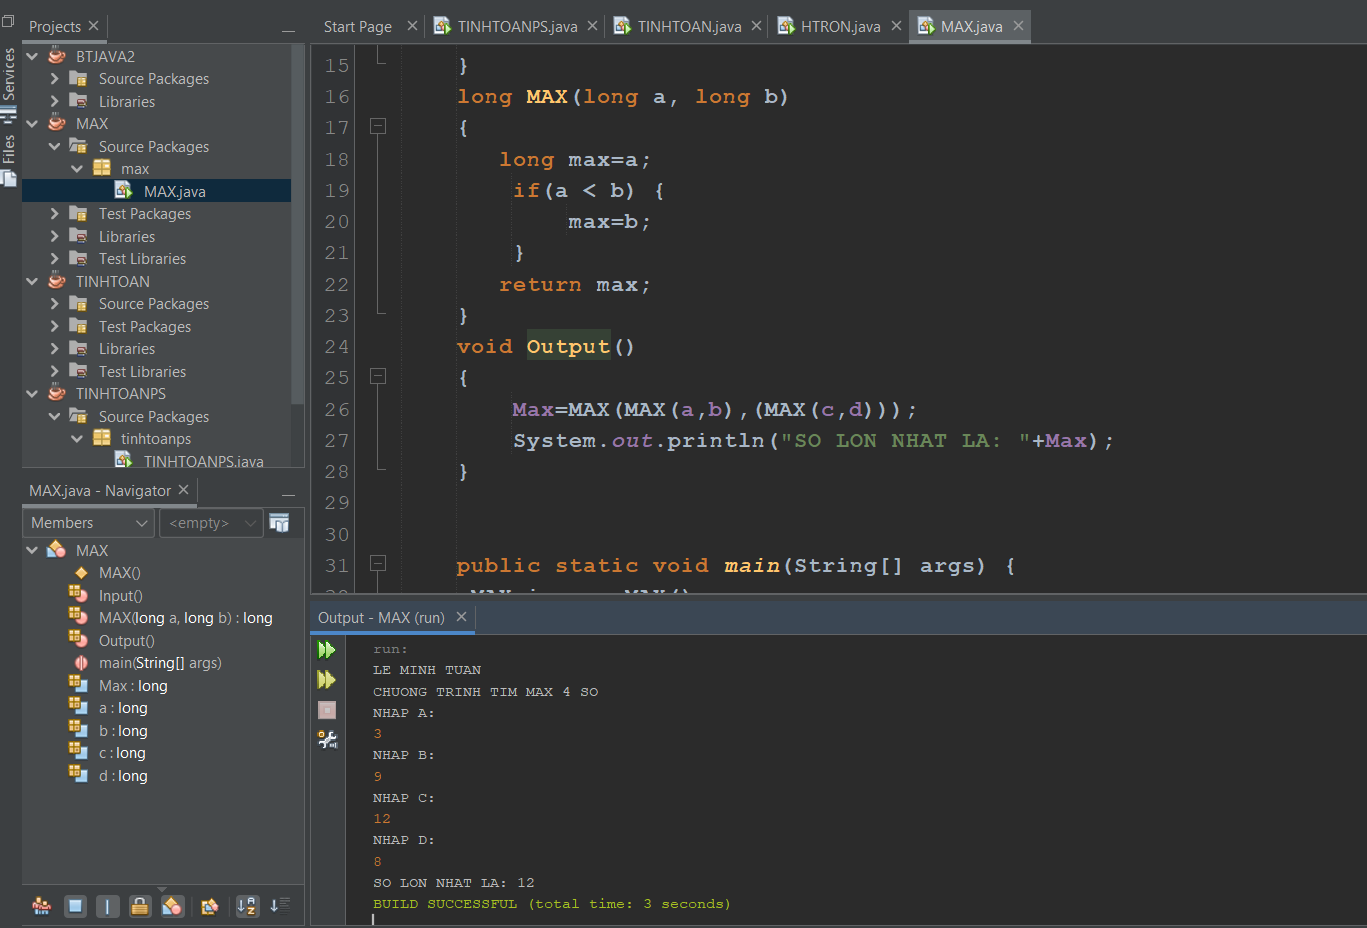 Projects
Services
Files
BTJAVA2
Source Packages
Libraries
MAX
Source Packages
max
MAX.java
Test Packages
Libraries
Test Libraries
TINHTOAN
Source Packages
Test Packages
Libraries
Test Libraries
TINHTOANPS
Source Packages
tinhtoanps
TINHTOANPS.java
MAX.java - Navigator
Members
<empty>
MAX
MAX()
Input()
MAX(long a, long b) : long
Output()
main(String[] args)
Max : long
a : long
b : long
c : long
d : long
Start Page
TINHTOANPS.java
TINHTOAN.java
HTRON.java
MAX.java
15 }
16 long MAX(long a, long b)
17 {
18 long max=a;
19 if(a < b) {
20 max=b;
21 }
22 return max;
23 }
24 void Output()
25 {
26 Max=MAX(MAX(a,b),(MAX(c,d)));
27 System.out.println("SO LON NHAT LA: "+Max);
28 }
29
30
31 public static void main(String[] args) {
Output - MAX (run)
run:
LE MINH TUAN
CHUONG TRINH TIM MAX 4 SO
NHAP A:
3
NHAP B:
9
NHAP C:
12
NHAP D:
8
SO LON NHAT LA: 12
BUILD SUCCESSFUL (total time: 3 seconds)